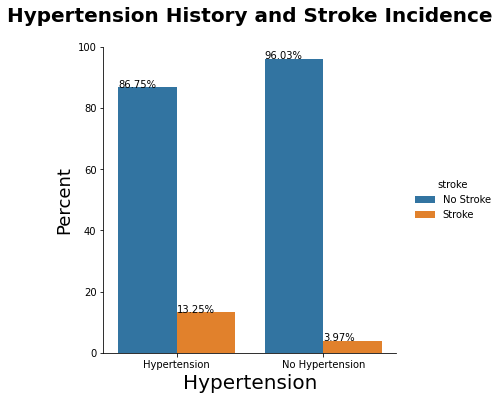 Hypertension History and Stroke Incidence
100
80
60
40
20
0
Percent
86.75%
13.25%
96.03%
3.97%
Hypertension
No Hypertension
Hypertension
stroke
No Stroke
Stroke